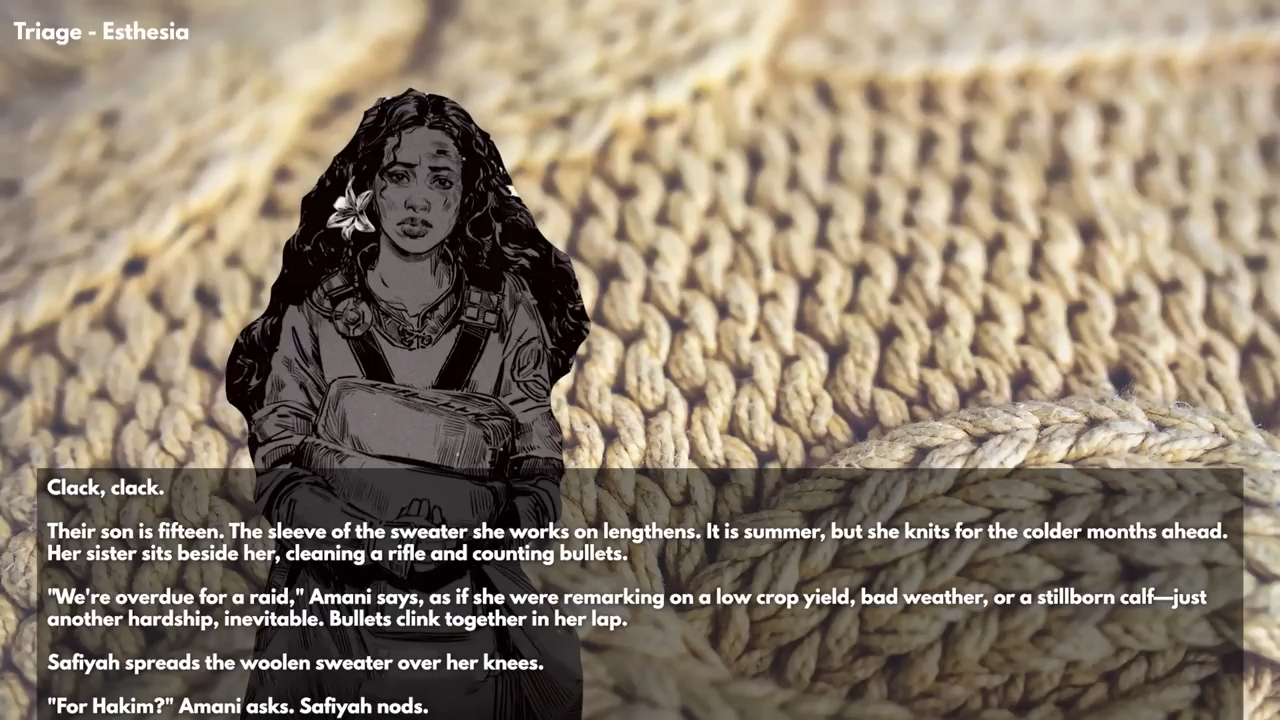 Triage - Esthesia
Clack, clack.
Their son is fifteen. The sleeve of the sweater she works on lengthens. It is summer, but she knits for the colder months ahead.
Her sister sits beside her, cleaning a rifle and counting bullets.
"We're overdue for a raid," Amani says, as if she were remarking on a low crop yield, bad weather, or a stillborn calf—just
another hardship, inevitable. Bullets clink together in her lap.
Safiyah spreads the woolen sweater over her knees.
"For Hakim?" Amani asks. Safiyah nods.